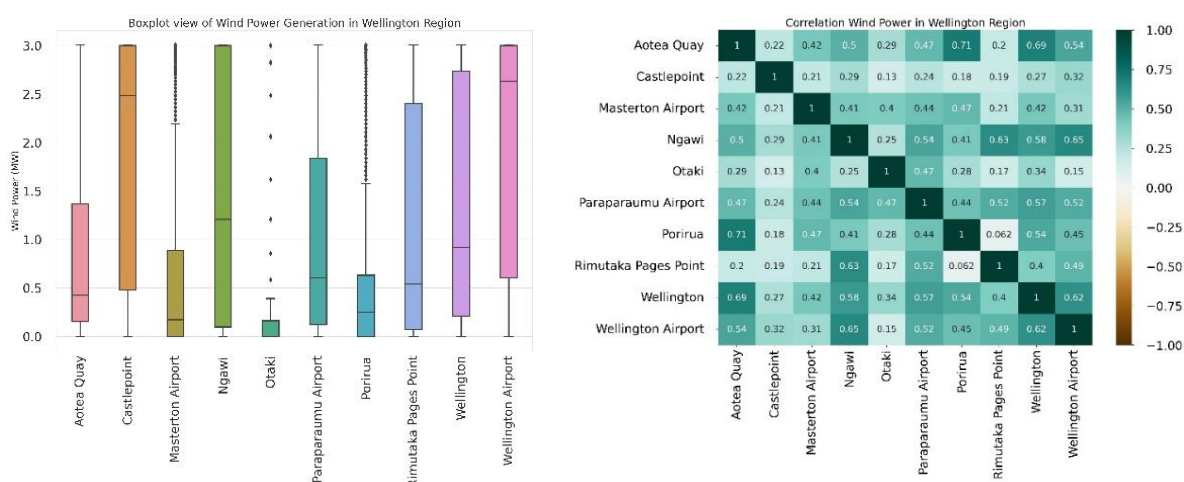 Boxplot view of Wind Power Generation in Wellington Region
Wind Power (MW)
3.0
2.5
2.0
1.5
1.0
0.5
0.0
Aotea Quay
Castlepoint
Masterton Airport
Ngawi
Otaki
Paraparaumu Airport
Porirua
Rimutaka Pages Point
Wellington
Wellington Airport
Correlation Wind Power in Wellington Region
Aotea Quay 1 0.22 0.42 0.5 0.29 0.47 0.71 0.2 0.69 0.54
Castlepoint 0.22 1 0.21 0.29 0.13 0.24 0.18 0.19 0.27 0.32
Masterton Airport 0.42 0.21 1 0.41 0.4 0.44 0.47 0.21 0.42 0.31
Ngawi 0.5 0.29 0.41 1 0.25 0.54 0.41 0.63 0.58 0.65
Otaki 0.29 0.13 0.4 0.25 1 0.47 0.28 0.17 0.34 0.15
Paraparaumu Airport 0.47 0.24 0.44 0.54 0.47 1 0.44 0.52 0.57 0.52
Porirua 0.71 0.18 0.47 0.41 0.28 0.44 1 0.062 0.54 0.45
Rimutaka Pages Point 0.2 0.19 0.21 0.63 0.17 0.52 0.062 1 0.4 0.49
Wellington 0.69 0.27 0.42 0.58 0.34 0.57 0.54 0.4 1 0.62
Wellington Airport 0.54 0.32 0.31 0.65 0.15 0.52 0.45 0.49 0.62 1
Aotea Quay
Castlepoint
Masterton Airport
Ngawi
Otaki
Paraparaumu Airport
Porirua
Rimutaka Pages Point
Wellington
Wellington Airport
1.00
0.75
0.50
0.25
0.00
−0.25
−0.50
−0.75
−1.00